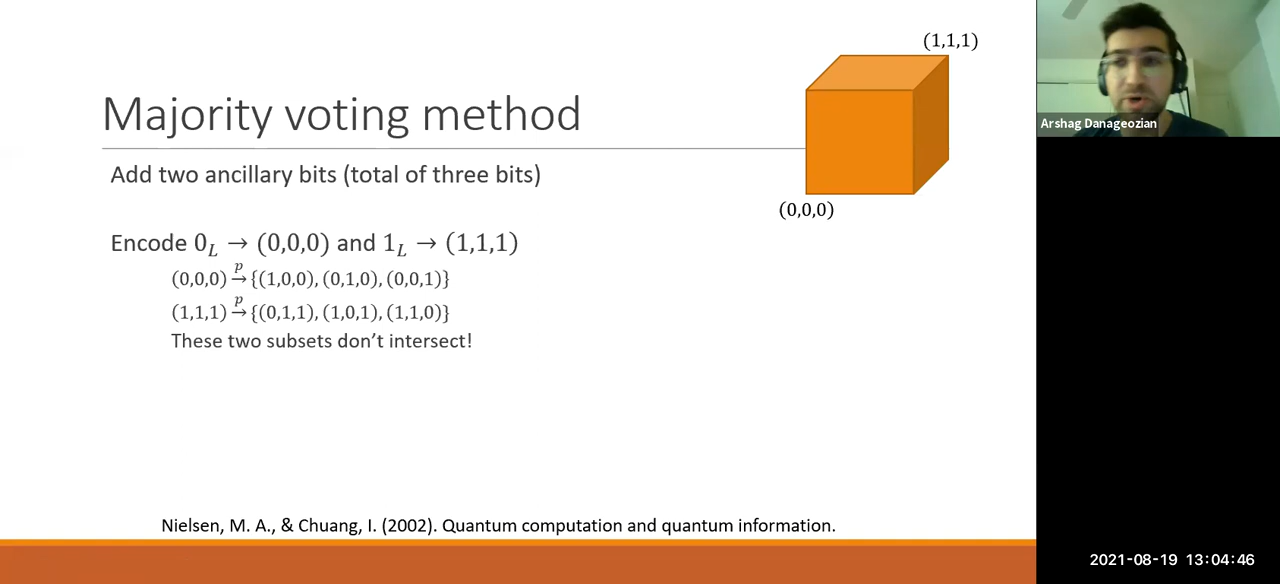 (1,1,1)
Majority voting method
Add two ancillary bits (total of three bits)
(0,0,0)
Encode 0_L → (0,0,0) and 1_L → (1,1,1)
(0,0,0) →^p {(1,0,0), (0,1,0), (0,0,1)}
(1,1,1) →^p {(0,1,1), (1,0,1), (1,1,0)}
These two subsets don't intersect!
Nielsen, M. A., & Chuang, I. (2002). Quantum computation and quantum information.
Arshag Danageozian
2021-08-19 13:04:46